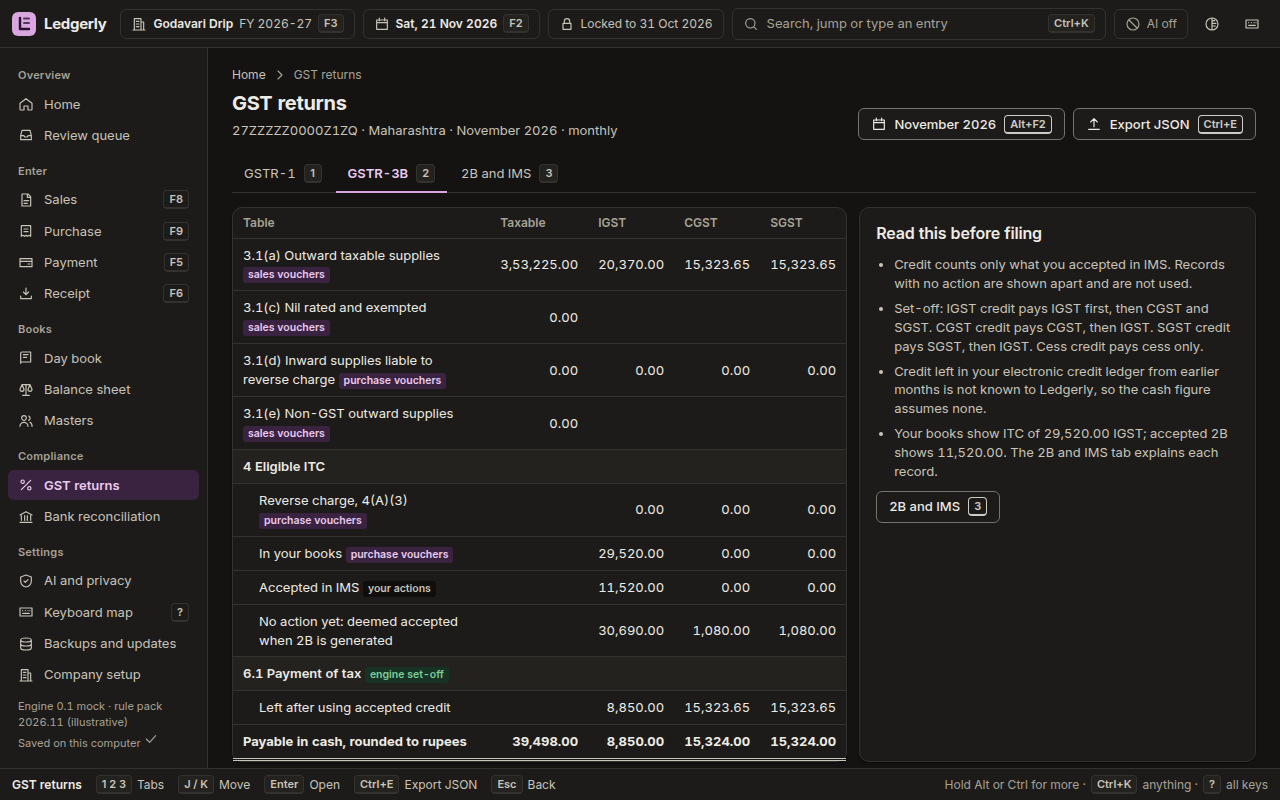 Ledgerly
Godavari Drip FY 2026-27 F3
Sat, 21 Nov 2026 F2
Locked to 31 Oct 2026
Search, jump or type an entry Ctrl+K
AI off
Overview
Home
Review queue
Enter
Sales F8
Purchase F9
Payment F5
Receipt F6
Books
Day book
Balance sheet
Masters
Compliance
GST returns
Bank reconciliation
Settings
AI and privacy
Keyboard map ?
Backups and updates
Company setup
Engine 0.1 mock · rule pack
2026.11 (illustrative)
Saved on this computer
Home > GST returns
GST returns
27ZZZZZ0000Z1ZQ · Maharashtra · November 2026 · monthly
November 2026 Alt+F2
Export JSON Ctrl+E
GSTR-1 1
GSTR-3B 2
2B and IMS 3
Table Taxable IGST CGST SGST
3.1(a) Outward taxable supplies
sales vouchers
3,53,225.00 20,370.00 15,323.65 15,323.65
3.1(c) Nil rated and exempted
sales vouchers
0.00
3.1(d) Inward supplies liable to
reverse charge purchase vouchers
0.00 0.00 0.00 0.00
3.1(e) Non-GST outward supplies
sales vouchers
0.00
4 Eligible ITC
Reverse charge, 4(A)(3)
purchase vouchers
0.00 0.00 0.00
In your books purchase vouchers 29,520.00 0.00 0.00
Accepted in IMS your actions 11,520.00 0.00 0.00
No action yet: deemed accepted
when 2B is generated
30,690.00 1,080.00 1,080.00
6.1 Payment of tax engine set-off
Left after using accepted credit 8,850.00 15,323.65 15,323.65
Payable in cash, rounded to rupees 39,498.00 8,850.00 15,324.00 15,324.00
Read this before filing
• Credit counts only what you accepted in IMS. Records
with no action are shown apart and are not used.
• Set-off: IGST credit pays IGST first, then CGST and
SGST. CGST credit pays CGST, then IGST. SGST credit
pays SGST, then IGST. Cess credit pays cess only.
• Credit left in your electronic credit ledger from earlier
months is not known to Ledgerly, so the cash figure
assumes none.
• Your books show ITC of 29,520.00 IGST; accepted 2B
shows 11,520.00. The 2B and IMS tab explains each
record.
2B and IMS 3
GST returns 1 2 3 Tabs J / K Move Enter Open Ctrl+E Export JSON Esc Back
Hold Alt or Ctrl for more · Ctrl+K anything · ? all keys